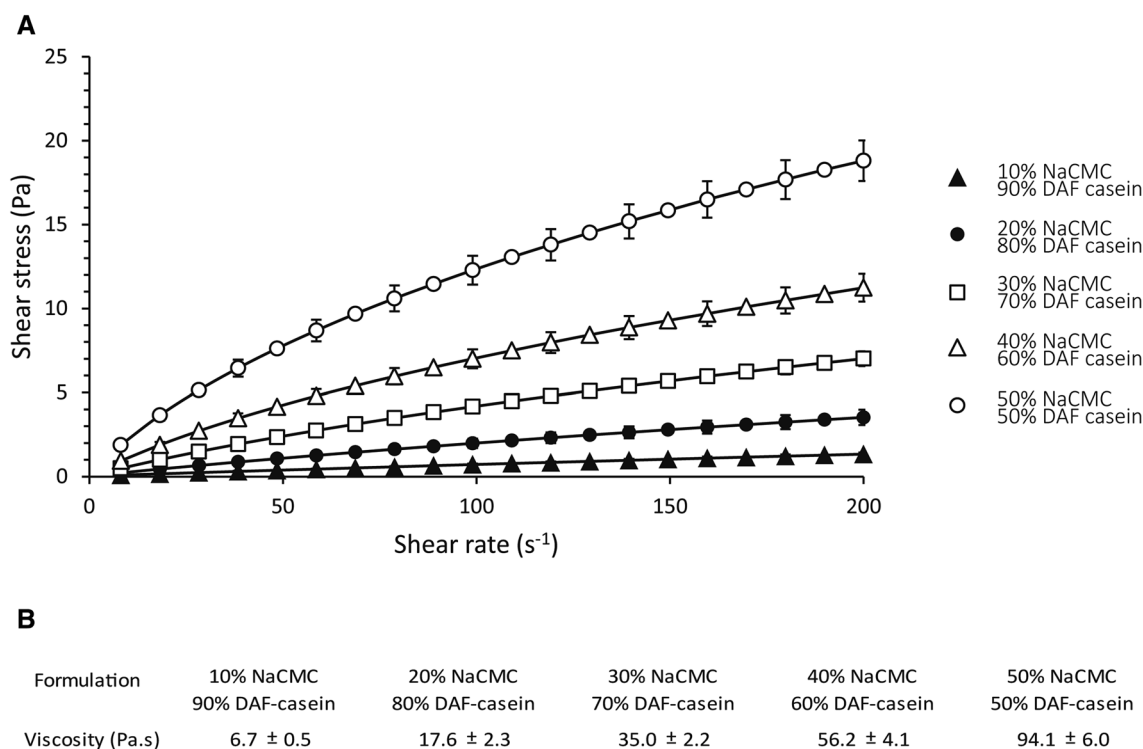 A
25
20
15
10
5
0
Shear stress (Pa)
0 50 100 150 200
Shear rate (s⁻¹)
10% NaCMC
90% DAF casein
20% NaCMC
80% DAF casein
30% NaCMC
70% DAF casein
40% NaCMC
60% DAF casein
50% NaCMC
50% DAF casein
B
Formulation
10% NaCMC 20% NaCMC 30% NaCMC 40% NaCMC 50% NaCMC
90% DAF-casein 80% DAF-casein 70% DAF-casein 60% DAF-casein 50% DAF-casein
Viscosity (Pa.s) 6.7 ± 0.5 17.6 ± 2.3 35.0 ± 2.2 56.2 ± 4.1 94.1 ± 6.0